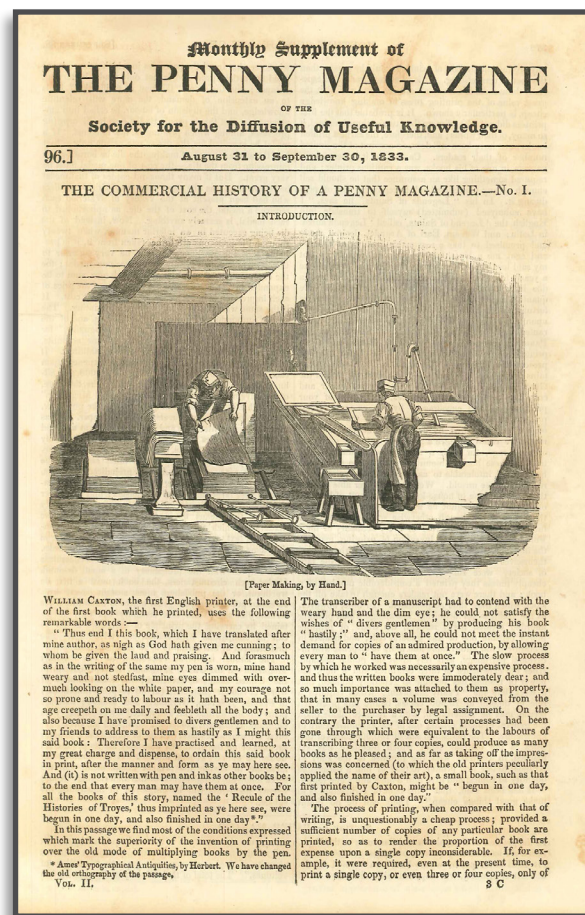 Monthly Supplement of
THE PENNY MAGAZINE
OF THE
Society for the Diffusion of Useful Knowledge.
96.]
August 31 to September 30, 1833.
THE COMMERCIAL HISTORY OF A PENNY MAGAZINE.—No. I.
INTRODUCTION.
[Paper Making, by Hand.]
WILLIAM CAXTON, the first English printer, at the end
of the first book which he printed, uses the following
remarkable words :—
" Thus end I this book, which I have translated after
mine author, as nigh as God hath given me cunning ; to
whom be given the laud and praising. And forasmuch
as in the writing of the same my pen is worn, mine hand
weary and not stedfast, mine eyes dimmed with over-
much looking on the white paper, and my courage not
so prone and ready to labour as it hath been, and that
age creepeth on me daily and feebleth all the body ; and
also because I have promised to divers gentlemen and to
my friends to address to them as hastily as I might this
said book : Therefore I have practised and learned, at
my great charge and dispense, to ordain this said book
in print, after the manner and form as ye may here see.
And (it) is not written with pen and ink as other books be ;
to the end that every man may have them at once. For
all the books of this story, named the ' Recule of the
Histories of Troyes,' thus imprinted as ye here see, were
begun in one day, and also finished in one day *."
In this passage we find most of the conditions expressed
which mark the superiority of the invention of printing
over the old mode of multiplying books by the pen.
* Ames' Typographical Antiquities, by Herbert. We have changed
the old orthography of the passage.
VOL. II.
The transcriber of a manuscript had to contend with the
weary hand and the dim eye ; he could not satisfy the
wishes of " divers gentlemen " by producing his book
" hastily ;" and, above all, he could not meet the instant
demand for copies of an admired production, by allowing
every man to " have them at once." The slow process
by which he worked was necessarily an expensive process.
and thus the written books were immoderately dear ; and
so much importance was attached to them as property,
that in many cases a volume was conveyed from the
seller to the purchaser by legal assignment. On the
contrary the printer, after certain processes had been
gone through which were equivalent to the labours of
transcribing three or four copies, could produce as many
books as he pleased ; and as far as taking off the impres-
sions was concerned (to which the old printers peculiarly
applied the name of their art), a small book, such as that
first printed by Caxton, might be " begun in one day,
and also finished in one day."
The process of printing, when compared with that of
writing, is unquestionably a cheap process ; provided a
sufficient number of copies of any particular book are
printed, so as to render the proportion of the first
expense upon a single copy inconsiderable. If, for ex-
ample, it were required, even at the present time, to
print a single copy, or even three or four copies, only of
3 C